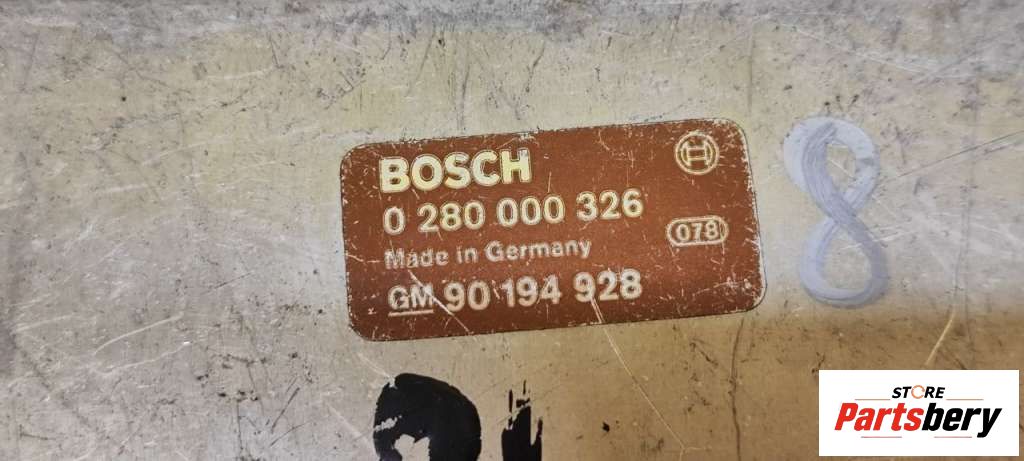 BOSCH
0 280 000 326
Made in Germany
078
GM 90 194 928
8
STORE
Partsbery